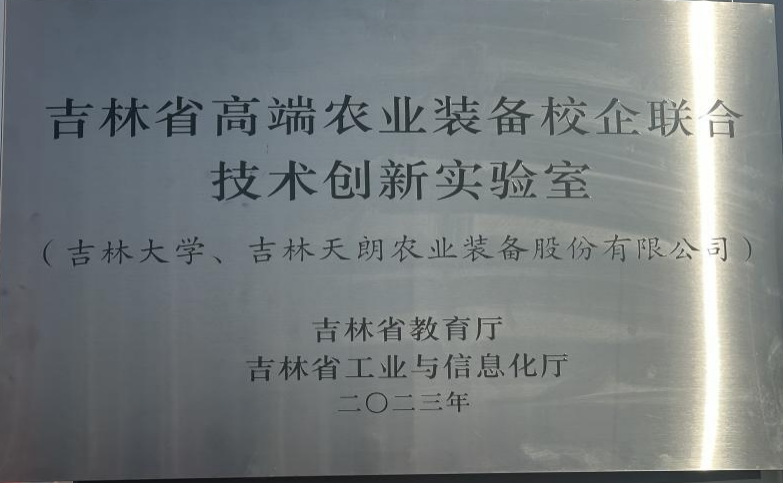 吉林省高端农业装备校企联合
技术创新实验室
（吉林大学、吉林天朗农业装备股份有限公司）
吉林省教育厅
吉林省工业与信息化厅
二〇二三年